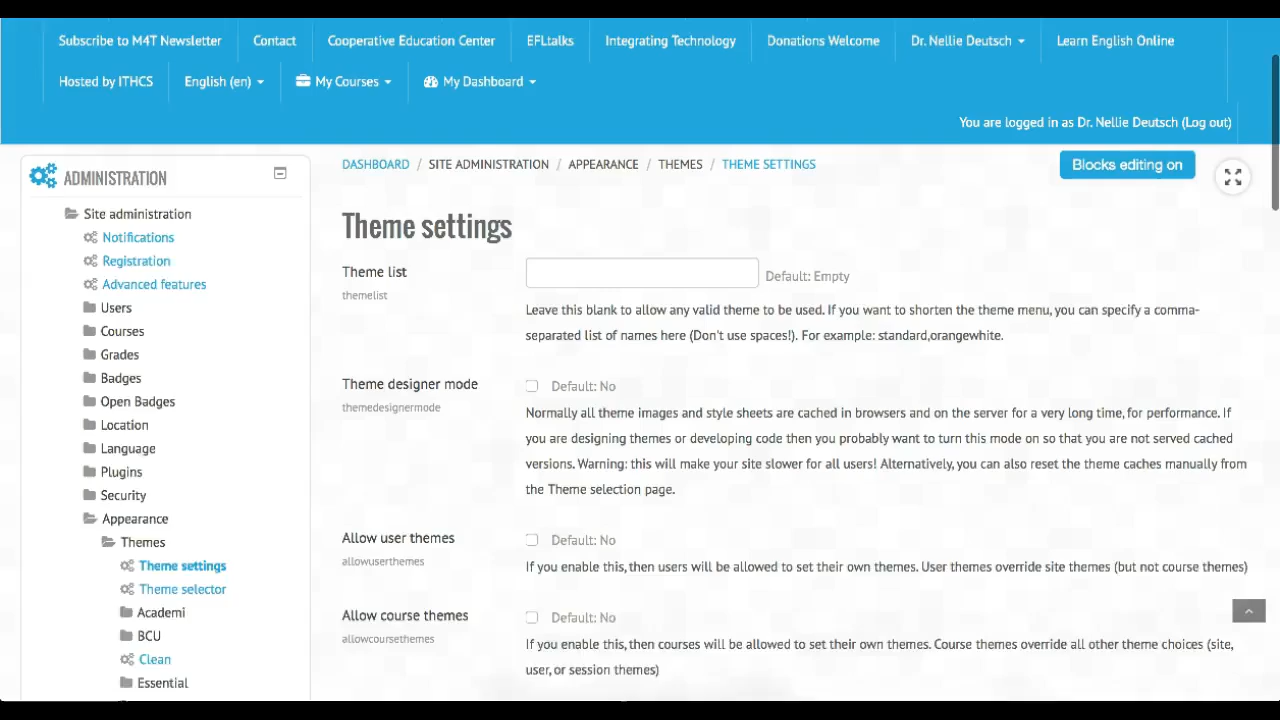 Subscribe to M4T Newsletter Contact Cooperative Education Center EFLtalks Integrating Technology Donations Welcome Dr. Nellie Deutsch Learn English Online
Hosted by ITHCS English (en) My Courses My Dashboard
You are logged in as Dr. Nellie Deutsch (Log out)
ADMINISTRATION
Site administration
Notifications
Registration
Advanced features
Users
Courses
Grades
Badges
Open Badges
Location
Language
Plugins
Security
Appearance
Themes
Theme settings
Theme selector
Academi
BCU
Clean
Essential
DASHBOARD / SITE ADMINISTRATION / APPEARANCE / THEMES / THEME SETTINGS
Blocks editing on
Theme settings
Theme list
themelist
Default: Empty
Leave this blank to allow any valid theme to be used. If you want to shorten the theme menu, you can specify a comma-
separated list of names here (Don't use spaces!). For example: standard,orangewhite.
Theme designer mode
themedesignermode
Default: No
Normally all theme images and style sheets are cached in browsers and on the server for a very long time, for performance. If
you are designing themes or developing code then you probably want to turn this mode on so that you are not served cached
versions. Warning: this will make your site slower for all users! Alternatively, you can also reset the theme caches manually from
the Theme selection page.
Allow user themes
allowuserthemes
Default: No
If you enable this, then users will be allowed to set their own themes. User themes override site themes (but not course themes)
Allow course themes
allowcoursethemes
Default: No
If you enable this, then courses will be allowed to set their own themes. Course themes override all other theme choices (site,
user, or session themes)